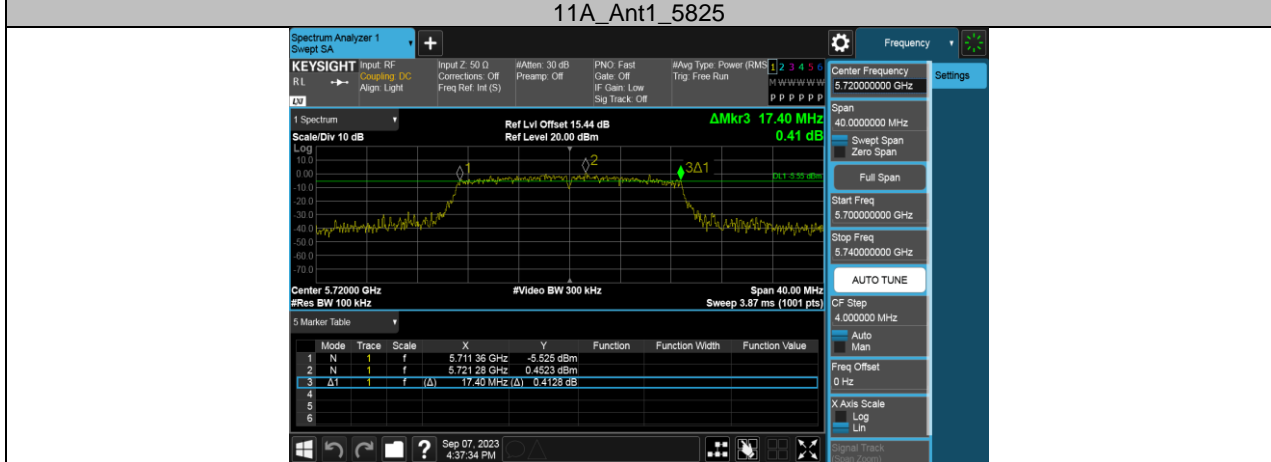 11A_Ant1_5825
Spectrum Analyzer 1
Swept SA
+
Frequency
KEYSIGHT
RL
LXI
Input: RF
Coupling: DC
Align: Light
Input Z: 50 Ω
Corrections: Off
Freq Ref: Int (S)
#Atten: 30 dB
Preamp: Off
PNO: Fast
Gate: Off
IF Gain: Low
Sig Track: Off
#Avg Type: Power (RMS
Trig: Free Run
1 2 3 4 5 6
M W W W W W
P P P P P P
Center Frequency
5.720000000 GHz
Settings
Span
40.0000000 MHz
Swept Span
Zero Span
Full Span
Start Freq
5.700000000 GHz
Stop Freq
5.740000000 GHz
AUTO TUNE
CF Step
4.000000 MHz
Auto
Man
Freq Offset
0 Hz
X Axis Scale
Log
Lin
Signal Track
(Span Zoom)
1 Spectrum
Scale/Div 10 dB
Ref Lvl Offset 15.44 dB
Ref Level 20.00 dBm
ΔMkr3 17.40 MHz
0.41 dB
Log
10.0
0.00
-10.0
-20.0
-30.0
-40.0
-50.0
-60.0
-70.0
1
2
3Δ1
DL1 -5.55 dBm
Center 5.72000 GHz
#Video BW 300 kHz
Span 40.00 MHz
#Res BW 100 kHz
Sweep 3.87 ms (1001 pts)
5 Marker Table
Mode Trace Scale X Y Function Function Width Function Value
1 N 1 f 5.711 36 GHz -5.525 dBm
2 N 1 f 5.721 28 GHz 0.4523 dBm
3 Δ1 1 f (Δ) 17.40 MHz (Δ) 0.4128 dB
4
5
6
?
Sep 07, 2023
4:37:34 PM